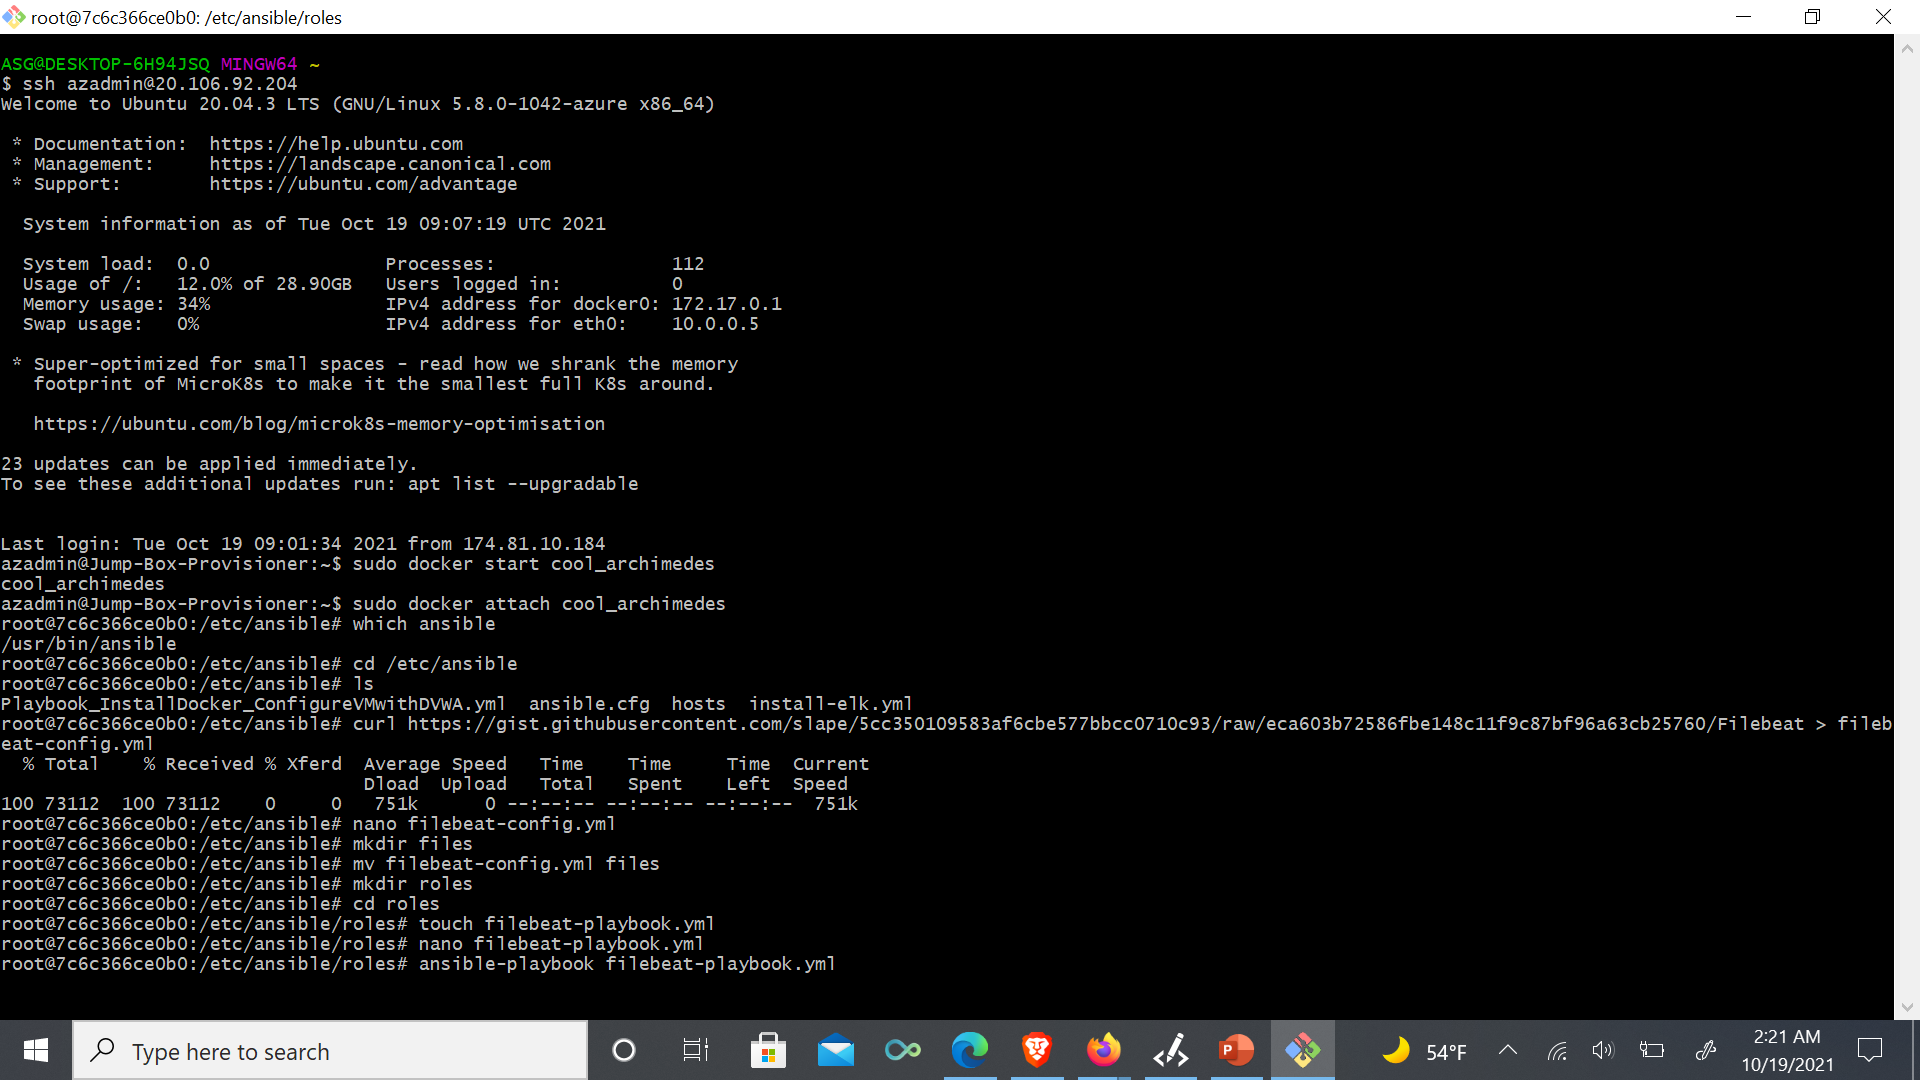 root@7c6c366ce0b0: /etc/ansible/roles
ASG@DESKTOP-6H94JSQ MINGW64 ~
$ ssh azadmin@20.106.92.204
Welcome to Ubuntu 20.04.3 LTS (GNU/Linux 5.8.0-1042-azure x86_64)
* Documentation:  https://help.ubuntu.com
* Management:     https://landscape.canonical.com
* Support:        https://ubuntu.com/advantage
System information as of Tue Oct 19 09:07:19 UTC 2021
System load:  0.0                Processes:                112
Usage of /:   12.0% of 28.90GB   Users logged in:          0
Memory usage: 34%                IPv4 address for docker0: 172.17.0.1
Swap usage:   0%                 IPv4 address for eth0:    10.0.0.5
* Super-optimized for small spaces - read how we shrank the memory
footprint of MicroK8s to make it the smallest full K8s around.
https://ubuntu.com/blog/microk8s-memory-optimisation
23 updates can be applied immediately.
To see these additional updates run: apt list --upgradable
Last login: Tue Oct 19 09:01:34 2021 from 174.81.10.184
azadmin@Jump-Box-Provisioner:~$ sudo docker start cool_archimedes
cool_archimedes
azadmin@Jump-Box-Provisioner:~$ sudo docker attach cool_archimedes
root@7c6c366ce0b0:/etc/ansible# which ansible
/usr/bin/ansible
root@7c6c366ce0b0:/etc/ansible# cd /etc/ansible
root@7c6c366ce0b0:/etc/ansible# ls
Playbook_InstallDocker_ConfigureVMwithDVWA.yml  ansible.cfg  hosts  install-elk.yml
root@7c6c366ce0b0:/etc/ansible# curl https://gist.githubusercontent.com/slape/5cc350109583af6cbe577bbcc0710c93/raw/eca603b72586fbe148c11f9c87bf96a63cb25760/Filebeat > fileb
eat-config.yml
% Total    % Received % Xferd  Average Speed   Time    Time     Time  Current
Dload  Upload   Total   Spent    Left  Speed
100 73112  100 73112    0     0   751k      0 --:--:-- --:--:-- --:--:--  751k
root@7c6c366ce0b0:/etc/ansible# nano filebeat-config.yml
root@7c6c366ce0b0:/etc/ansible# mkdir files
root@7c6c366ce0b0:/etc/ansible# mv filebeat-config.yml files
root@7c6c366ce0b0:/etc/ansible# mkdir roles
root@7c6c366ce0b0:/etc/ansible# cd roles
root@7c6c366ce0b0:/etc/ansible/roles# touch filebeat-playbook.yml
root@7c6c366ce0b0:/etc/ansible/roles# nano filebeat-playbook.yml
root@7c6c366ce0b0:/etc/ansible/roles# ansible-playbook filebeat-playbook.yml
Type here to search
54°F
2:21 AM
10/19/2021